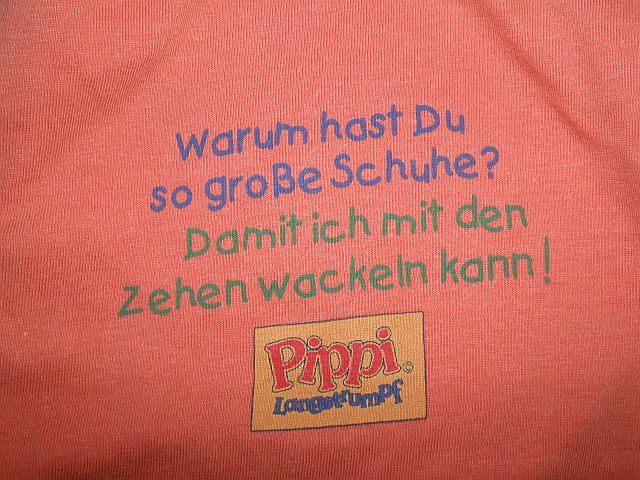 Warum hast Du
so große Schuhe?
Damit ich mit den
Zehen wackeln kann!
Pippi ©
Langstrumpf